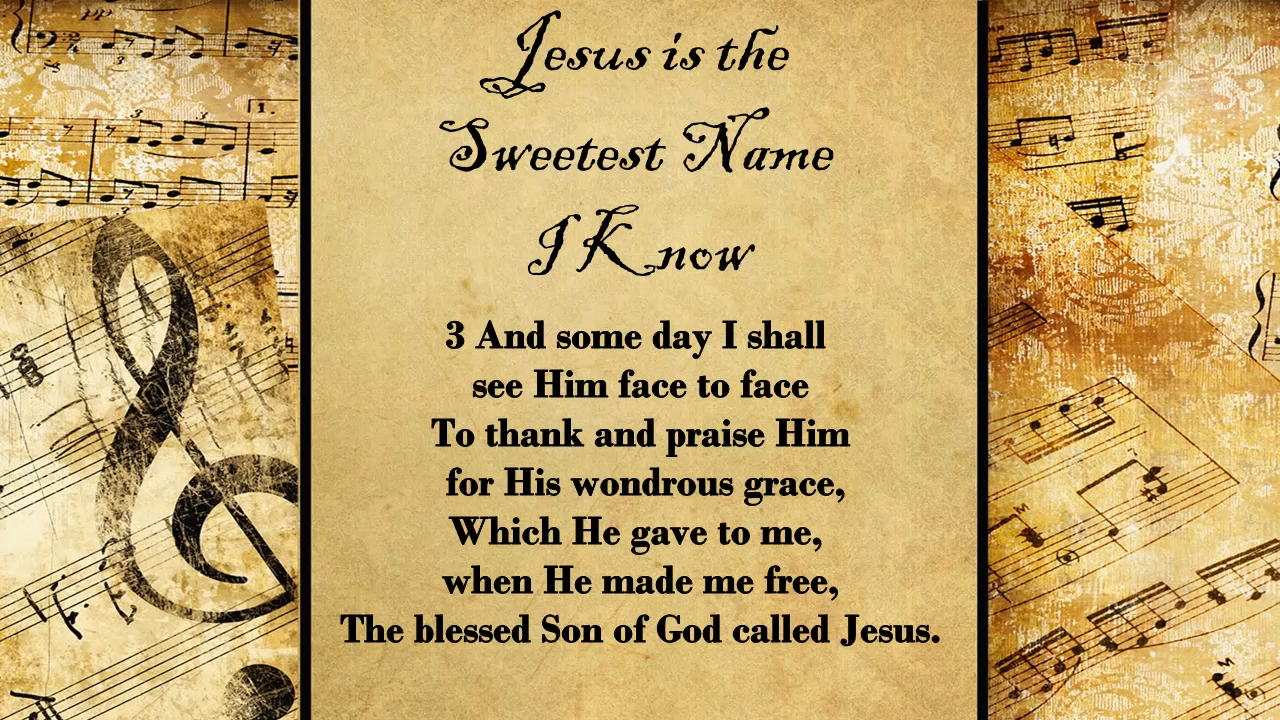 Jesus is the
Sweetest Name
I Know
3 And some day I shall
see Him face to face
To thank and praise Him
for His wondrous grace,
Which He gave to me,
when He made me free,
The blessed Son of God called Jesus.